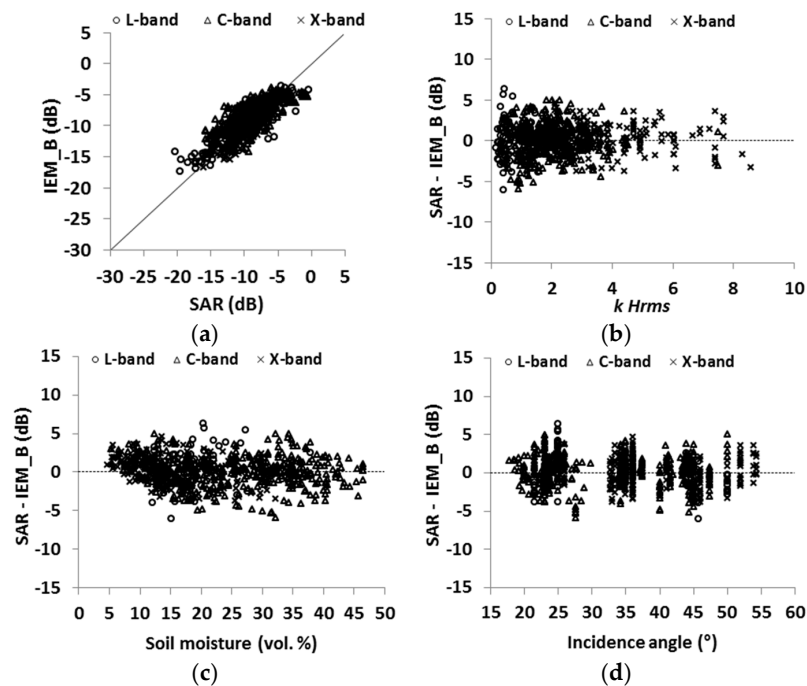 ○ L-band △ C-band × X-band
5
0
-5
-10
-15
-20
-25
-30
IEM_B (dB)
-30 -25 -20 -15 -10 -5 0 5
SAR (dB)
(a)
○ L-band △ C-band × X-band
15
10
5
0
-5
-10
-15
SAR - IEM_B (dB)
0 2 4 6 8 10
k Hrms
(b)
○ L-band △ C-band × X-band
15
10
5
0
-5
-10
-15
SAR - IEM_B (dB)
0 5 10 15 20 25 30 35 40 45 50
Soil moisture (vol. %)
(c)
○ L-band △ C-band × X-band
15
10
5
0
-5
-10
-15
SAR - IEM_B (dB)
15 20 25 30 35 40 45 50 55 60
Incidence angle (°)
(d)